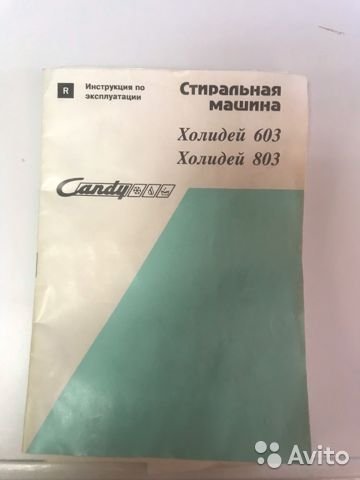 R
Инструкция по
эксплуатации
Стиральная
машина
Холидей 603
Холидей 803
Candy
Avito